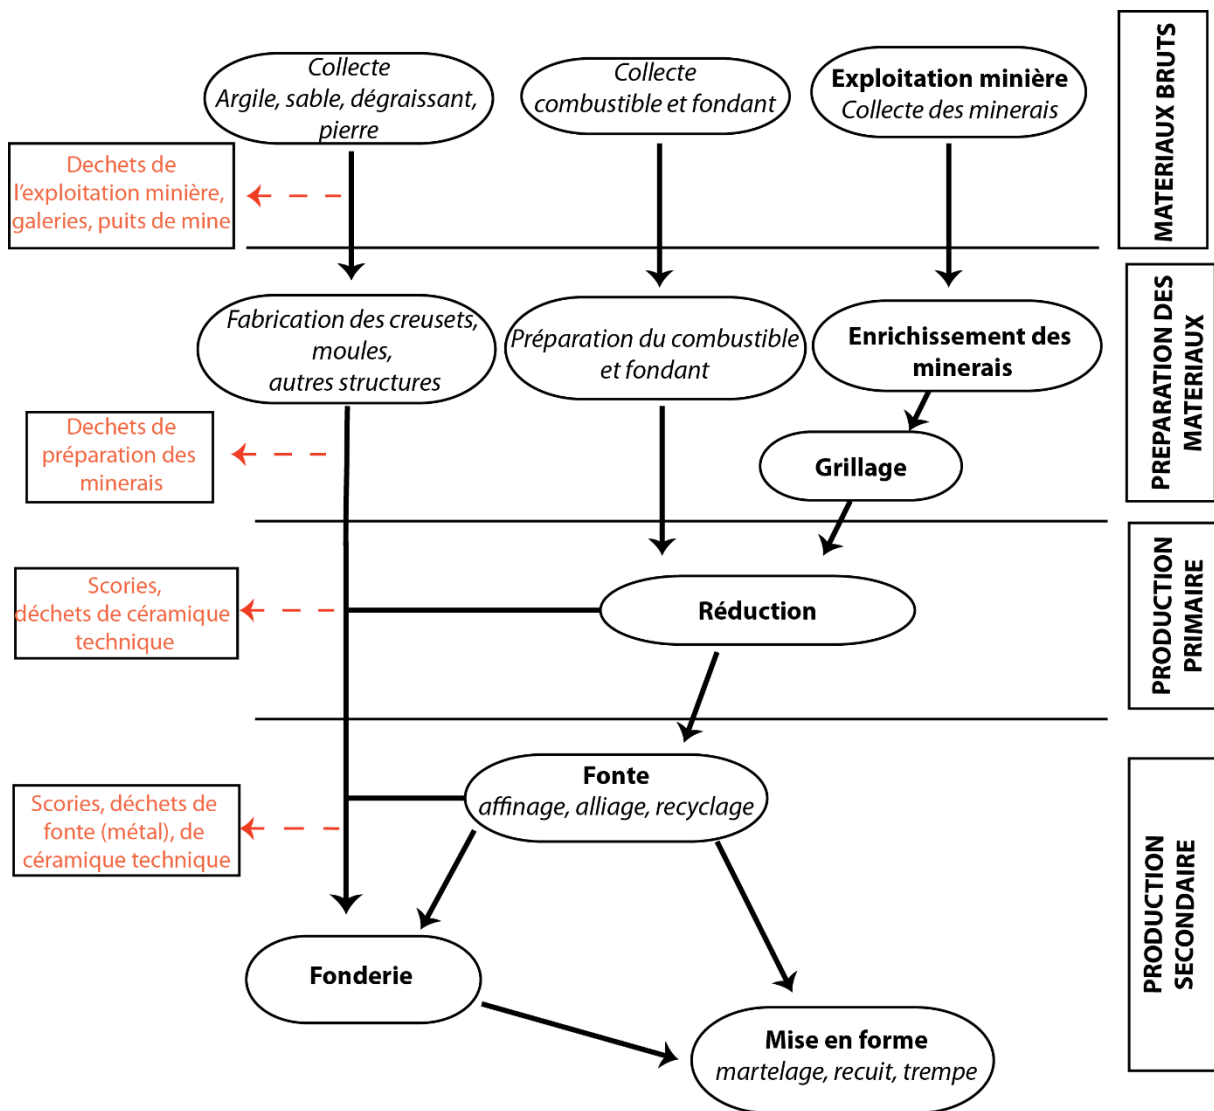 Collecte
Argile, sable, dégraissant,
pierre
Collecte
combustible et fondant
Exploitation minière
Collecte des minerais
MATERIAUX BRUTS
Dechets de
l'exploitation minière,
galeries, puits de mine
Fabrication des creusets,
moules,
autres structures
Préparation du combustible
et fondant
Enrichissement des
minerais
PREPARATION DES
MATERIAUX
Dechets de
préparation des
minerais
Grillage
Scories,
déchets de céramique
technique
Réduction
PRODUCTION
PRIMAIRE
Fonte
affinage, alliage, recyclage
Scories, déchets de
fonte (métal), de
céramique technique
PRODUCTION
SECONDAIRE
Fonderie
Mise en forme
martelage, recuit, trempe